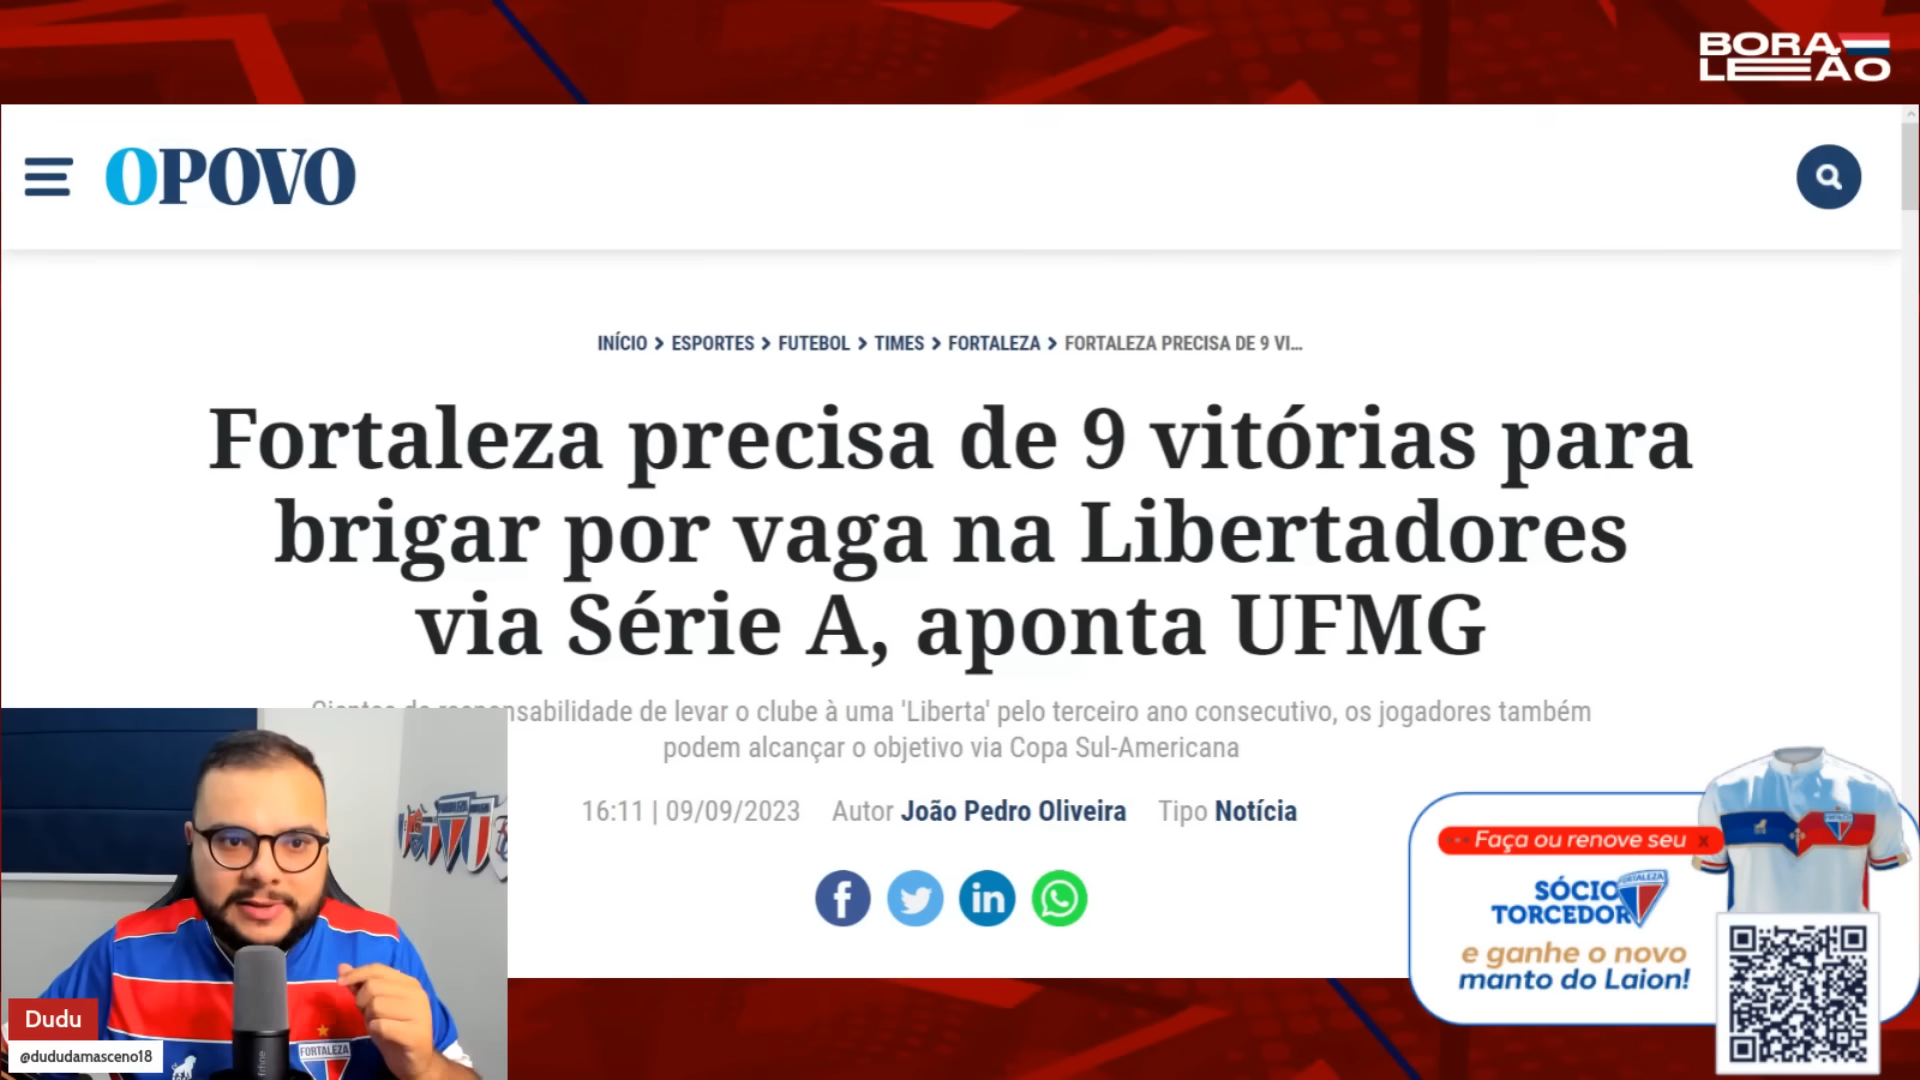 BORA
LEÃO
OPOVO
INÍCIO > ESPORTES > FUTEBOL > TIMES > FORTALEZA > FORTALEZA PRECISA DE 9 VI...
Fortaleza precisa de 9 vitórias para
brigar por vaga na Libertadores
via Série A, aponta UFMG
responsabilidade de levar o clube à uma 'Liberta' pelo terceiro ano consecutivo, os jogadores também
podem alcançar o objetivo via Copa Sul-Americana
16:11 | 09/09/2023 Autor João Pedro Oliveira Tipo Notícia
Faça ou renove seu
SÓCIO
TORCEDOR
FORTALEZA
e ganhe o novo
manto do Laion!
Dudu
@dududamasceno18
FORTALEZA
fifine